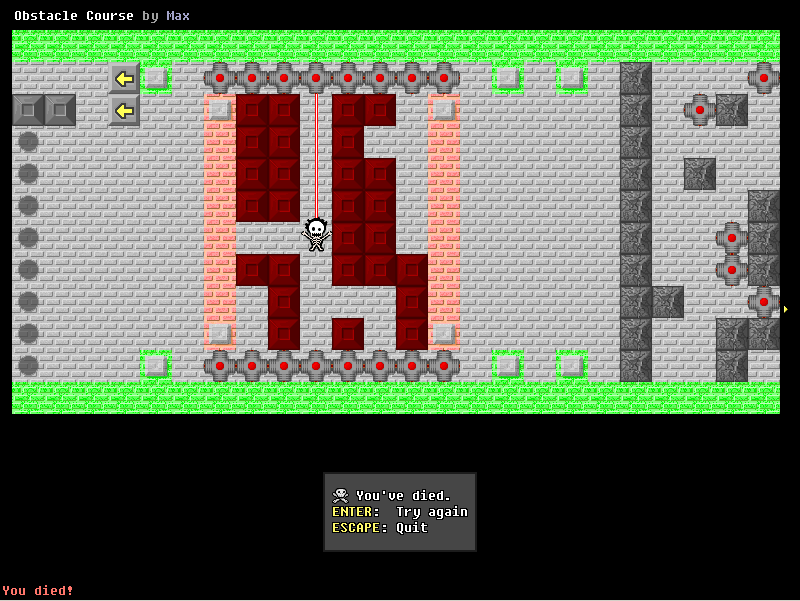 Obstacle Course by Max
You've died.
ENTER: Try again
ESCAPE: Quit
You died!